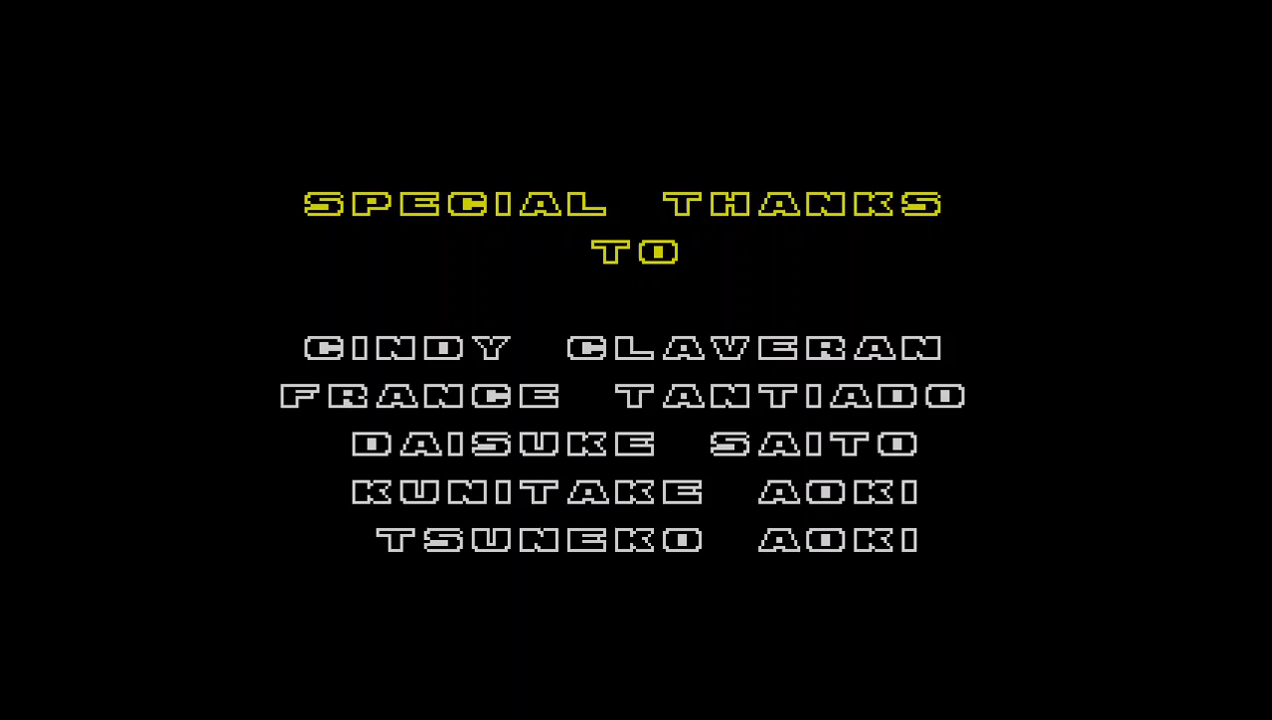 SPECIAL THANKS
TO
CINDY CLAVERAN
FRANCE TANTIADO
DAISUKE SAITO
KUNITAKE AOKI
TSUNEKO AOKI